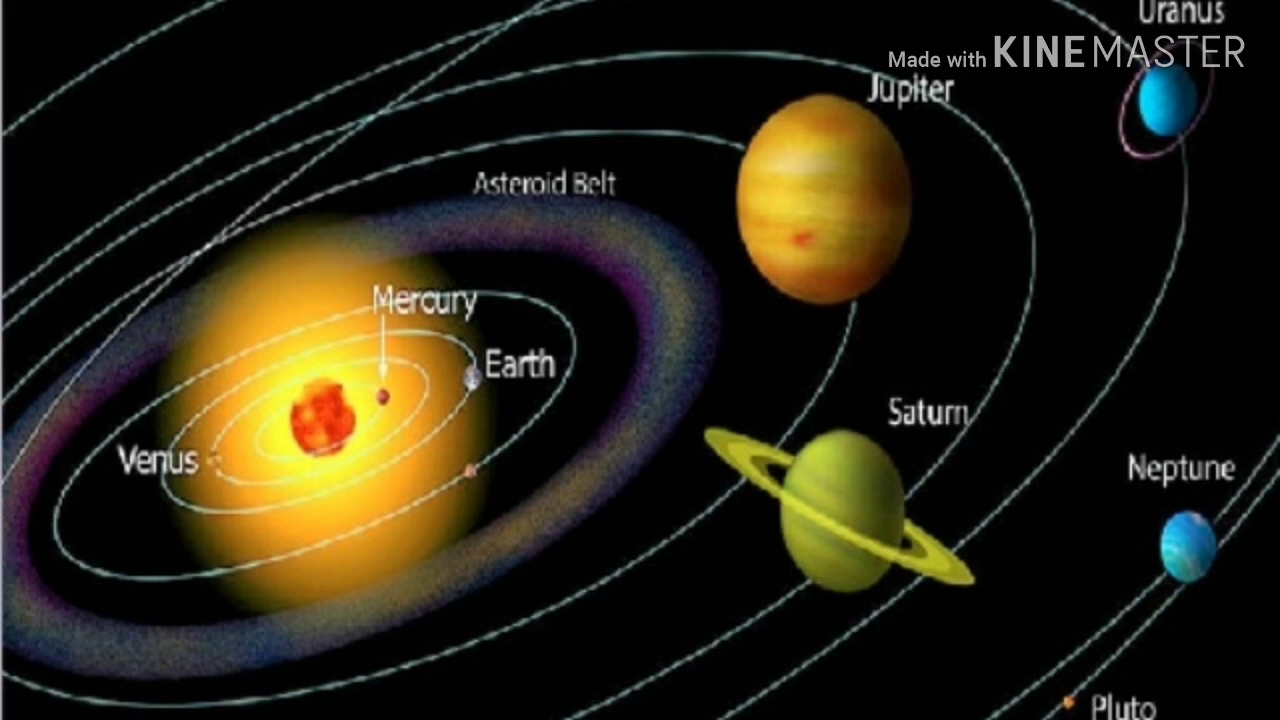 Uranus
Made with KINEMASTER
Jupiter
Asteroid Belt
Mercury
Earth
Saturn
Venus
Neptune
Pluto